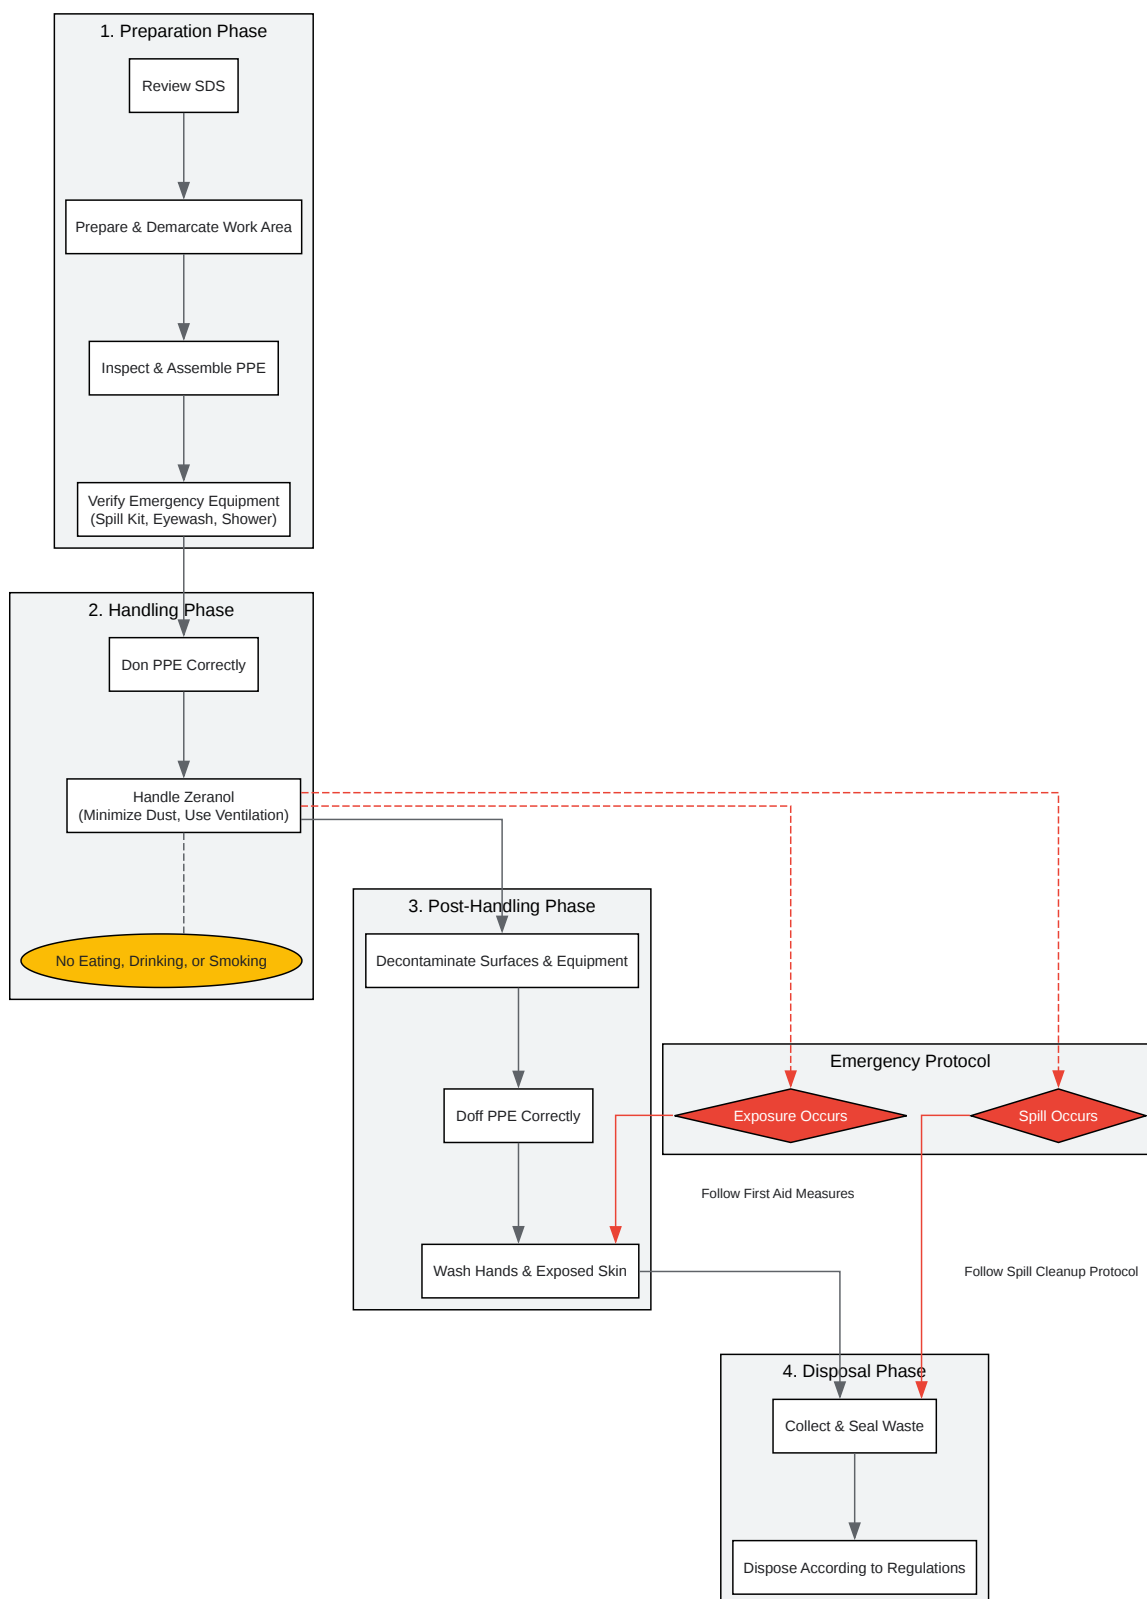 1. Preparation Phase
Review SDS
Prepare & Demarcate Work Area
Inspect & Assemble PPE
Verify Emergency Equipment
(Spill Kit, Eyewash, Shower)
2. Handling Phase
Don PPE Correctly
Handle Zeranol
(Minimize Dust, Use Ventilation)
No Eating, Drinking, or Smoking
3. Post-Handling Phase
Decontaminate Surfaces & Equipment
Doff PPE Correctly
Wash Hands & Exposed Skin
Emergency Protocol
Exposure Occurs
Spill Occurs
Follow First Aid Measures
Follow Spill Cleanup Protocol
4. Disposal Phase
Collect & Seal Waste
Dispose According to Regulations